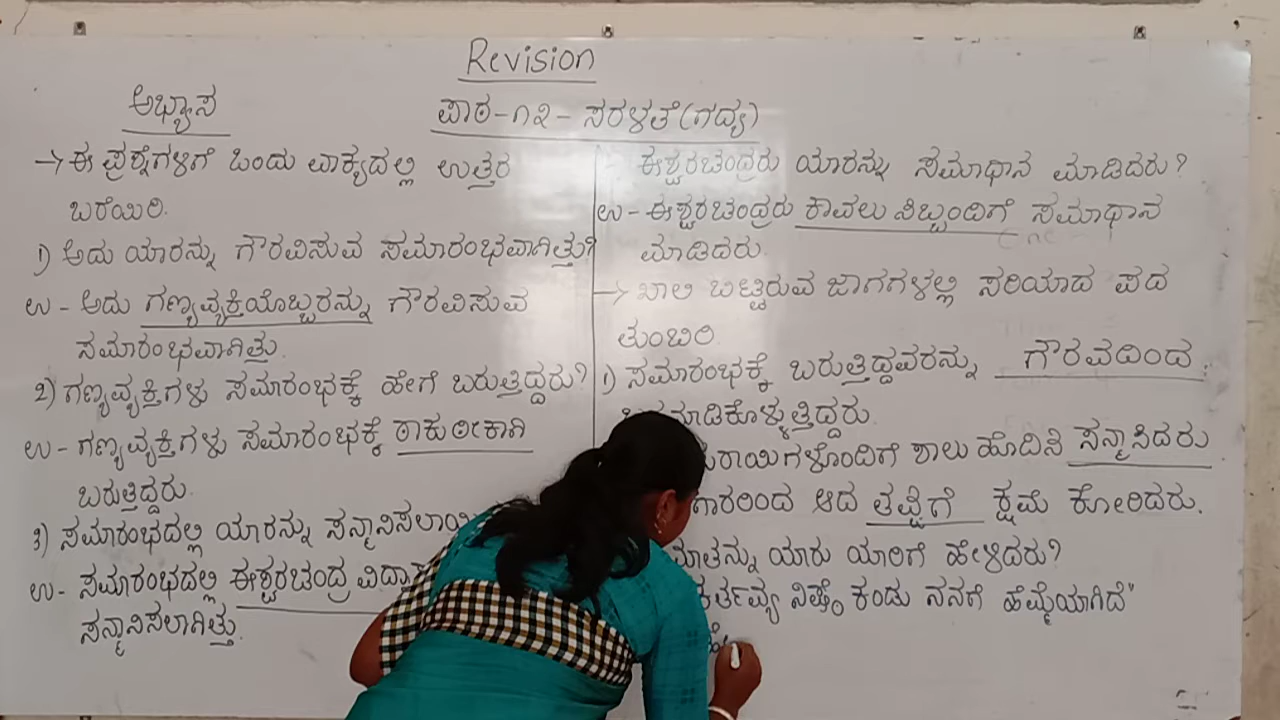 Revision
ಅಭ್ಯಾಸ
ಪಾಠ-೧೨- ಸರಳತೆ(ಗದ್ಯ)
→ ಈ ಪ್ರಶ್ನೆಗಳಿಗೆ ಒಂದು ವಾಕ್ಯದಲ್ಲಿ ಉತ್ತರ
ಬರೆಯಿರಿ.
1) ಅದು ಯಾರನ್ನು ಗೌರವಿಸುವ ಸಮಾರಂಭವಾಗಿತ್ತು?
ಉ - ಅದು ಗಣ್ಯವ್ಯಕ್ತಿಯೊಬ್ಬರನ್ನು ಗೌರವಿಸುವ
ಸಮಾರಂಭವಾಗಿತ್ತು.
2) ಗಣ್ಯವ್ಯಕ್ತಿಗಳು ಸಮಾರಂಭಕ್ಕೆ ಹೇಗೆ ಬರುತ್ತಿದ್ದರು?
ಉ - ಗಣ್ಯವ್ಯಕ್ತಿಗಳು ಸಮಾರಂಭಕ್ಕೆ ಠಾಕುಠೀಕಾಗಿ
ಬರುತ್ತಿದ್ದರು.
3) ಸಮಾರಂಭದಲ್ಲಿ ಯಾರನ್ನು
ಉ - ಸಮಾರಂಭದಲ್ಲಿ ಈಶ್ವರಚಂದ್ರ
ಸನ್ಮಾನಿಸಲಾಗಿತ್ತು.
- ಈಶ್ವರಚಂದ್ರರು ಯಾರನ್ನು ಸಮಾಧಾನ ಮಾಡಿದರು?
ಉ - ಈಶ್ವರಚಂದ್ರರು ಕಾವಲು ಸಿಬ್ಬಂದಿಗೆ ಸಮಾಧಾನ
ಮಾಡಿದರು.
→ ಖಾಲಿ ಬಿಟ್ಟಿರುವ ಜಾಗಗಳಲ್ಲಿ ಸರಿಯಾದ ಪದ
ತುಂಬಿರಿ.
1) ಸಮಾರಂಭಕ್ಕೆ ಬರುತ್ತಿದ್ದವರನ್ನು ಗೌರವದಿಂದ
ಮಾಡಿಕೊಳ್ಳುತ್ತಿದ್ದರು.
ಶಾಲು ಹೊದಿಸಿ ಸನ್ಮಾನಿಸಿದರು
ಆದ ತಪ್ಪಿಗೆ ಕ್ಷಮೆ ಕೋರಿದರು.
ಯಾರು ಯಾರಿಗೆ ಹೇಳಿದರು?
ಕರ್ತವ್ಯ ನಿಷ್ಠೆ ಕಂಡು ನನಗೆ ಹೆಮ್ಮೆಯಾಗಿದೆ"